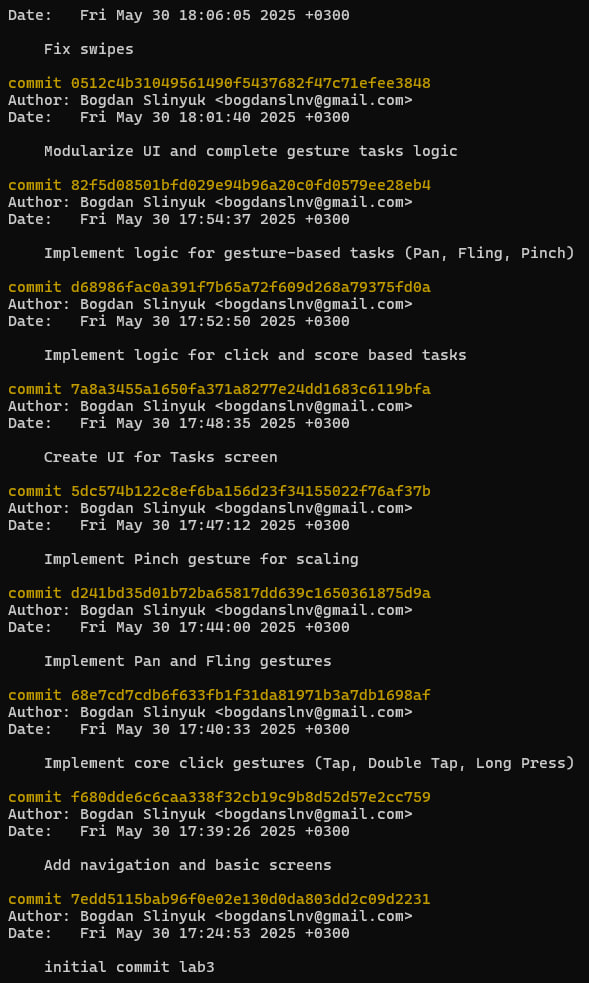 Date:   Fri May 30 18:06:05 2025 +0300
Fix swipes
commit 0512c4b31049561490f5437682f47c71efee3848
Author: Bogdan Slinyuk <bogdanslnv@gmail.com>
Date:   Fri May 30 18:01:40 2025 +0300
Modularize UI and complete gesture tasks logic
commit 82f5d08501bfd029e94b96a20c0fd0579ee28eb4
Author: Bogdan Slinyuk <bogdanslnv@gmail.com>
Date:   Fri May 30 17:54:37 2025 +0300
Implement logic for gesture-based tasks (Pan, Fling, Pinch)
commit d68986fac0a391f7b65a72f609d268a79375fd0a
Author: Bogdan Slinyuk <bogdanslnv@gmail.com>
Date:   Fri May 30 17:52:50 2025 +0300
Implement logic for click and score based tasks
commit 7a8a3455a1650fa371a8277e24dd1683c6119bfa
Author: Bogdan Slinyuk <bogdanslnv@gmail.com>
Date:   Fri May 30 17:48:35 2025 +0300
Create UI for Tasks screen
commit 5dc574b122c8ef6ba156d23f34155022f76af37b
Author: Bogdan Slinyuk <bogdanslnv@gmail.com>
Date:   Fri May 30 17:47:12 2025 +0300
Implement Pinch gesture for scaling
commit d241bd35d01b72ba65817dd639c1650361875d9a
Author: Bogdan Slinyuk <bogdanslnv@gmail.com>
Date:   Fri May 30 17:44:00 2025 +0300
Implement Pan and Fling gestures
commit 68e7cd7cdb6f633fb1f31da81971b3a7db1698af
Author: Bogdan Slinyuk <bogdanslnv@gmail.com>
Date:   Fri May 30 17:40:33 2025 +0300
Implement core click gestures (Tap, Double Tap, Long Press)
commit f680dde6c6caa338f32cb19c9b8d52d57e2cc759
Author: Bogdan Slinyuk <bogdanslnv@gmail.com>
Date:   Fri May 30 17:39:26 2025 +0300
Add navigation and basic screens
commit 7edd5115bab96f0e02e130d0da803dd2c09d2231
Author: Bogdan Slinyuk <bogdanslnv@gmail.com>
Date:   Fri May 30 17:24:53 2025 +0300
initial commit lab3